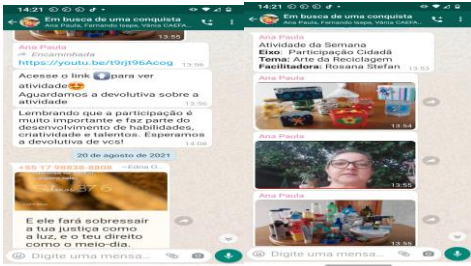 14:21
Em busca de uma conquista
Ana Paula, Fernando Isepe, Vânia CAEFA...
13:55
Ana Paula
Encaminhada
https://youtu.be/t9rjt96Acog
13:56
Acesse o link para ver
atividade
Aguardamos a devolutiva sobre a
atividade
13:56
Lembrando que a participação é
muito importante e faz parte do
desenvolvimento de habilidades,
criatividade e talentos. Esperamos
a devolutiva de vcs!
14:08
20 de agosto de 2021
E ele fará sobressair
a tua justiça como
a luz, e o teu direito
como o meio-dia.
Digite uma mensa...
14:21
Em busca de uma conquista
Ana Paula, Fernando Isepe, Vânia CAEFA...
Ana Paula
Atividade da Semana
Eixo: Participação Cidadã
Tema: Arte da Reciclagem
Facilitadora: Rosana Stefan
13:53
Ana Paula
13:54
Ana Paula
13:55
Ana Paula
13:55
Digite uma mensa...